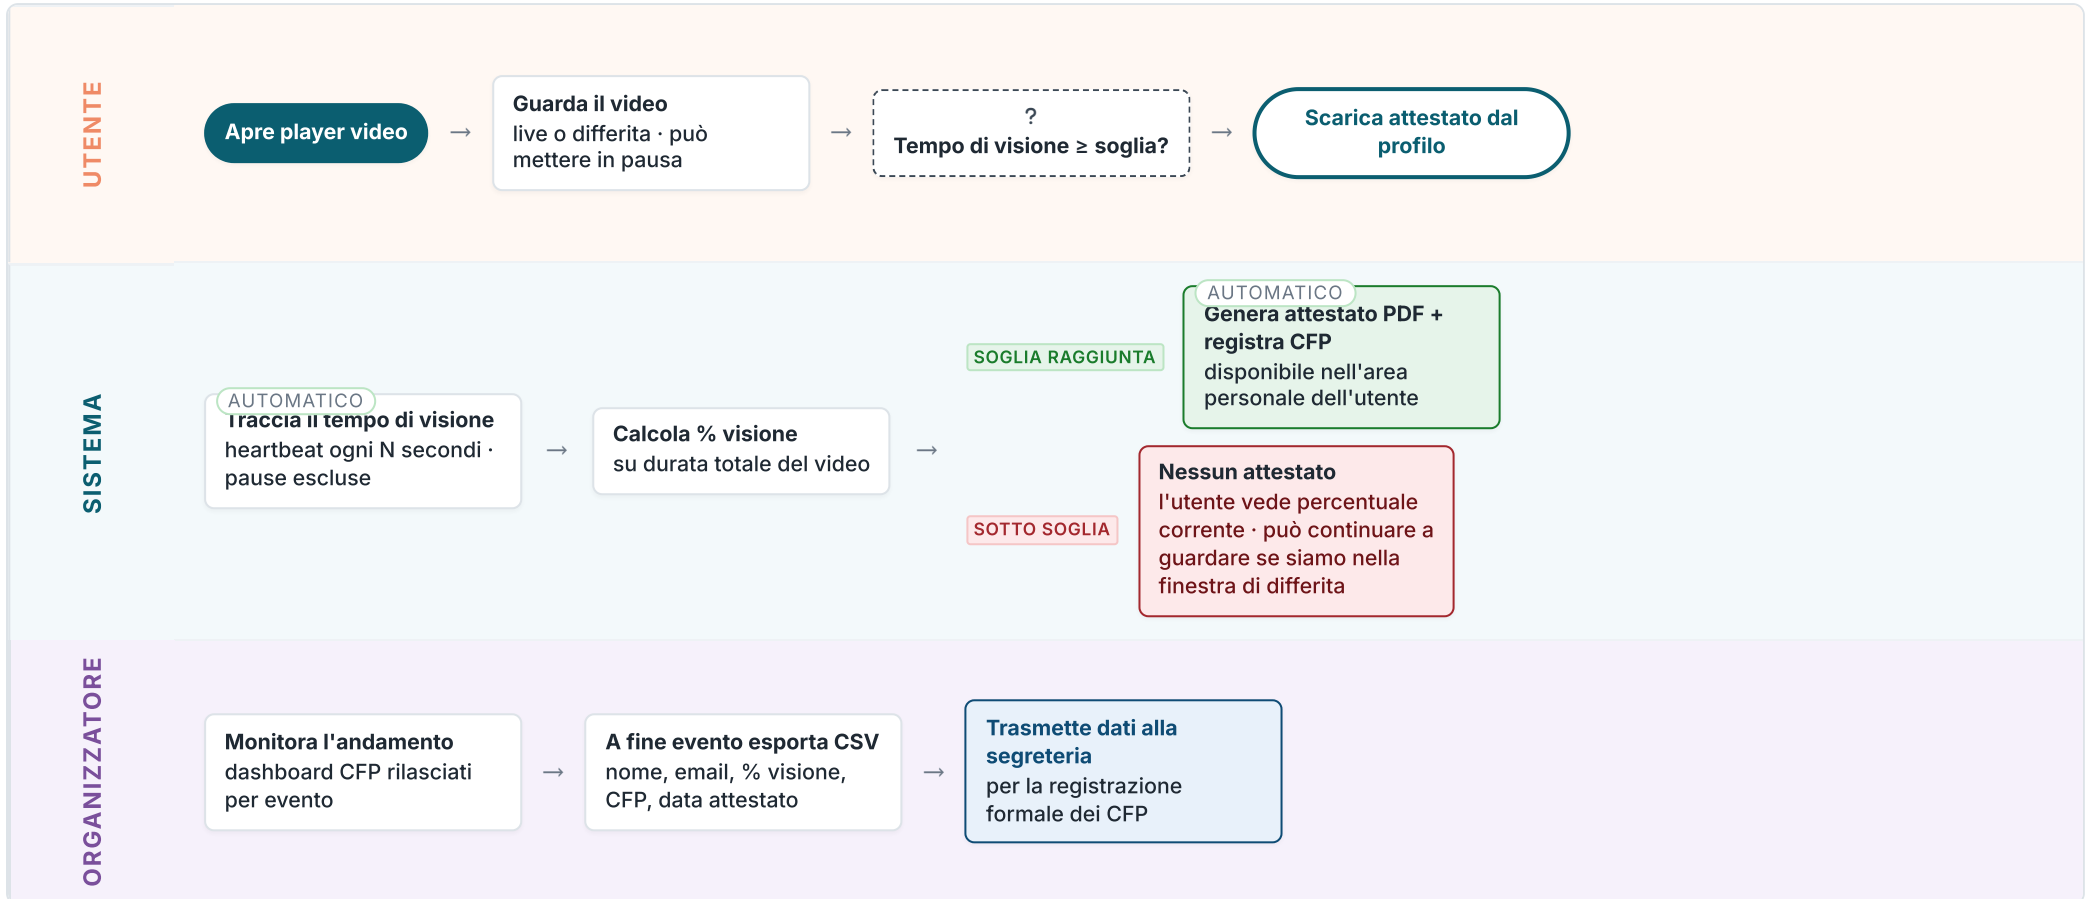 UTENTE
Apre player video
→
Guarda il video
live o differita · può
mettere in pausa
→
?
Tempo di visione ≥ soglia?
→
Scarica attestato dal
profilo
SISTEMA
AUTOMATICO
Traccia il tempo di visione
heartbeat ogni N secondi ·
pause escluse
→
Calcola % visione
su durata totale del video
→
SOGLIA RAGGIUNTA
AUTOMATICO
Genera attestato PDF +
registra CFP
disponibile nell'area
personale dell'utente
SOTTO SOGLIA
Nessun attestato
l'utente vede percentuale
corrente · può continuare a
guardare se siamo nella
finestra di differita
ORGANIZZATORE
Monitora l'andamento
dashboard CFP rilasciati
per evento
→
A fine evento esporta CSV
nome, email, % visione,
CFP, data attestato
→
Trasmette dati alla
segreteria
per la registrazione
formale dei CFP